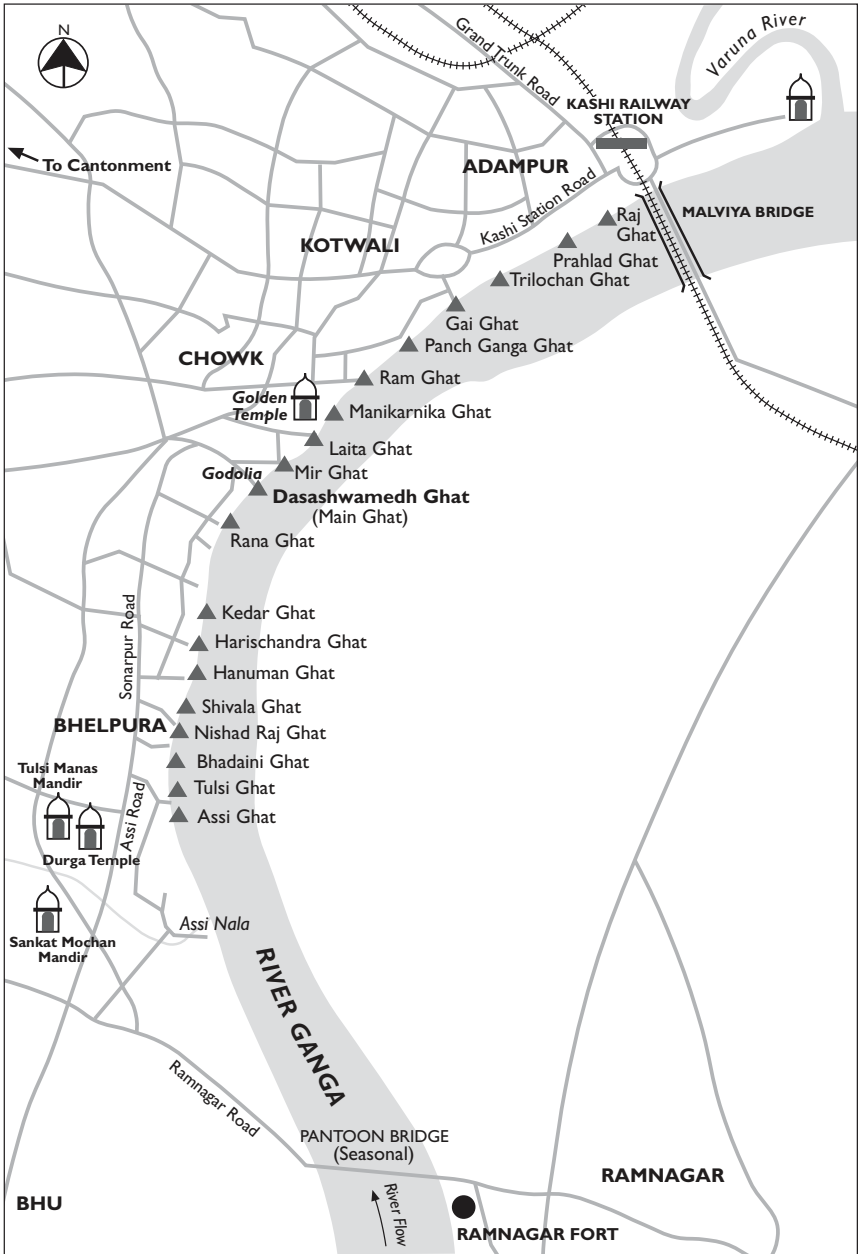 N
Grand Trunk Road
Varuna River
KASHI RAILWAY
STATION
To Cantonment
ADAMPUR
Kashi Station Road
Raj
Ghat
MALVIYA BRIDGE
KOTWALI
Prahlad Ghat
Trilochan Ghat
Gai Ghat
Panch Ganga Ghat
CHOWK
Ram Ghat
Golden
Temple
Manikarnika Ghat
Laita Ghat
Godolia
Mir Ghat
Dasashwamedh Ghat
(Main Ghat)
Rana Ghat
Kedar Ghat
Sonarpur Road
Harischandra Ghat
Hanuman Ghat
Shivala Ghat
BHELPURA
Nishad Raj Ghat
Bhadaini Ghat
Tulsi Manas
Mandir
Tulsi Ghat
Assi Road
Assi Ghat
Durga Temple
Assi Nala
Sankat Mochan
Mandir
RIVER GANGA
Ramnagar Road
PANTOON BRIDGE
(Seasonal)
RAMNAGAR
River Flow
BHU
RAMNAGAR FORT